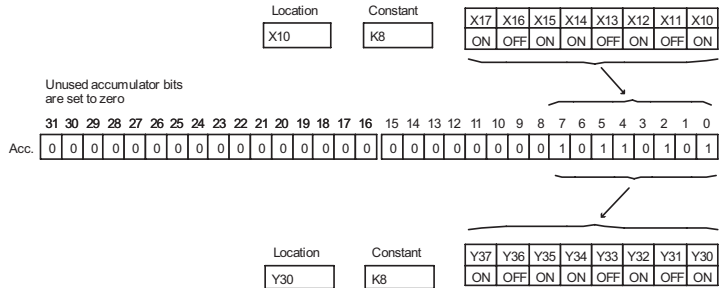 Location Constant X17 X16 X15 X14 X13 X12 X11 X10
X10 K8 ON OFF ON ON OFF ON OFF ON
Unused accumulator bits
are set to zero
31 30 29 28 27 26 25 24 23 22 21 20 19 18 17 16 15 14 13 12 11 10 9 8 7 6 5 4 3 2 1 0
Acc. 0 0 0 0 0 0 0 0 0 0 0 0 0 0 0 0 0 0 0 0 0 0 0 0 1 0 1 1 0 1 0 1
Location Constant Y37 Y36 Y35 Y34 Y33 Y32 Y31 Y30
Y30 K8 ON OFF ON ON OFF ON OFF ON